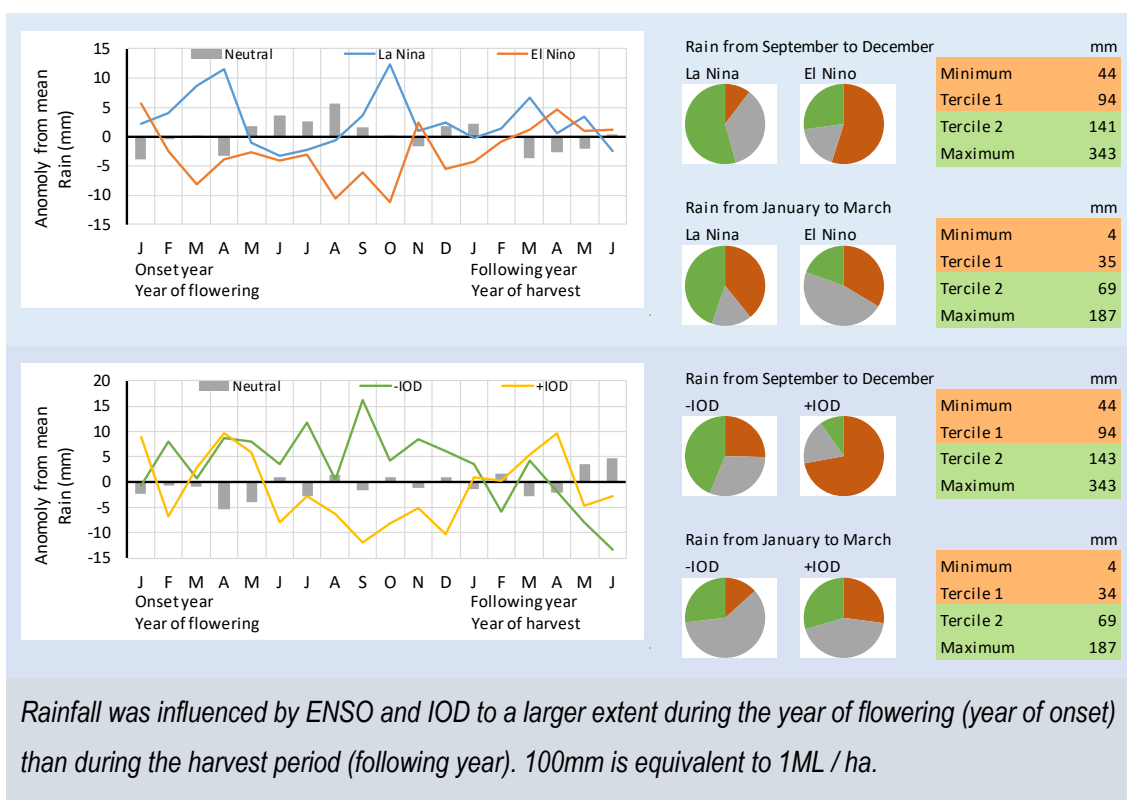 15
10
5
0
-5
-10
-15
Anomoly from mean
Rain (mm)
Neutral La Nina El Nino
J F M A M J J A S O N D J F M A M J
Onset year Following year
Year of flowering Year of harvest
Rain from September to December mm
La Nina El Nino
Minimum 44
Tercile 1 94
Tercile 2 141
Maximum 343
Rain from January to March mm
La Nina El Nino
Minimum 4
Tercile 1 35
Tercile 2 69
Maximum 187
20
15
10
5
0
-5
-10
-15
Anomoly from mean
Rain (mm)
Neutral -IOD +IOD
J F M A M J J A S O N D J F M A M J
Onset year Following year
Year of flowering Year of harvest
Rain from September to December mm
-IOD +IOD
Minimum 44
Tercile 1 94
Tercile 2 143
Maximum 343
Rain from January to March mm
-IOD +IOD
Minimum 4
Tercile 1 34
Tercile 2 69
Maximum 187
Rainfall was influenced by ENSO and IOD to a larger extent during the year of flowering (year of onset)
than during the harvest period (following year). 100mm is equivalent to 1ML / ha.